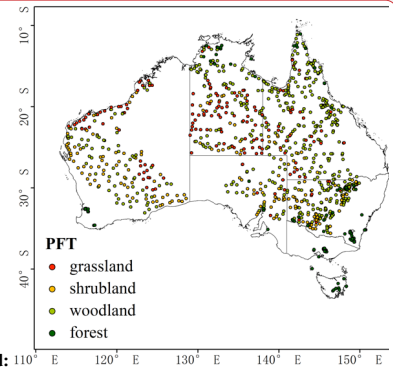 10° S
20° S
30° S
40° S
PFT
grassland
shrubland
woodland
forest
d: 110° E 120° E 130° E 140° E 150° E